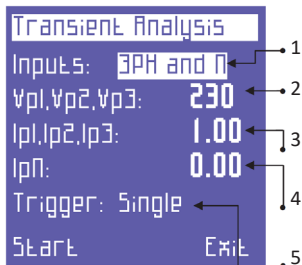 Transient Analysis
Inputs: 3PH and N 1
Vp1,Vp2,Vp3: 230 2
Ip1,Ip2,Ip3: 1.00 3
IpN: 0.00 4
Trigger: Single
Start Exit 5